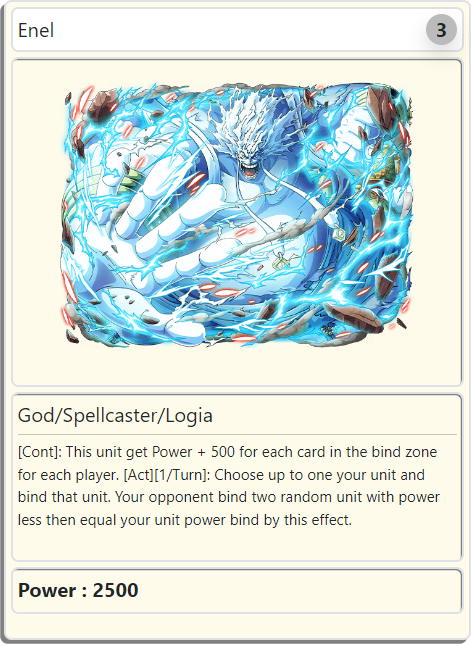 Enel
3
God/Spellcaster/Logia
[Cont]: This unit get Power + 500 for each card in the bind zone
for each player. [Act][1/Turn]: Choose up to one your unit and
bind that unit. Your opponent bind two random unit with power
less then equal your unit power bind by this effect.
Power : 2500